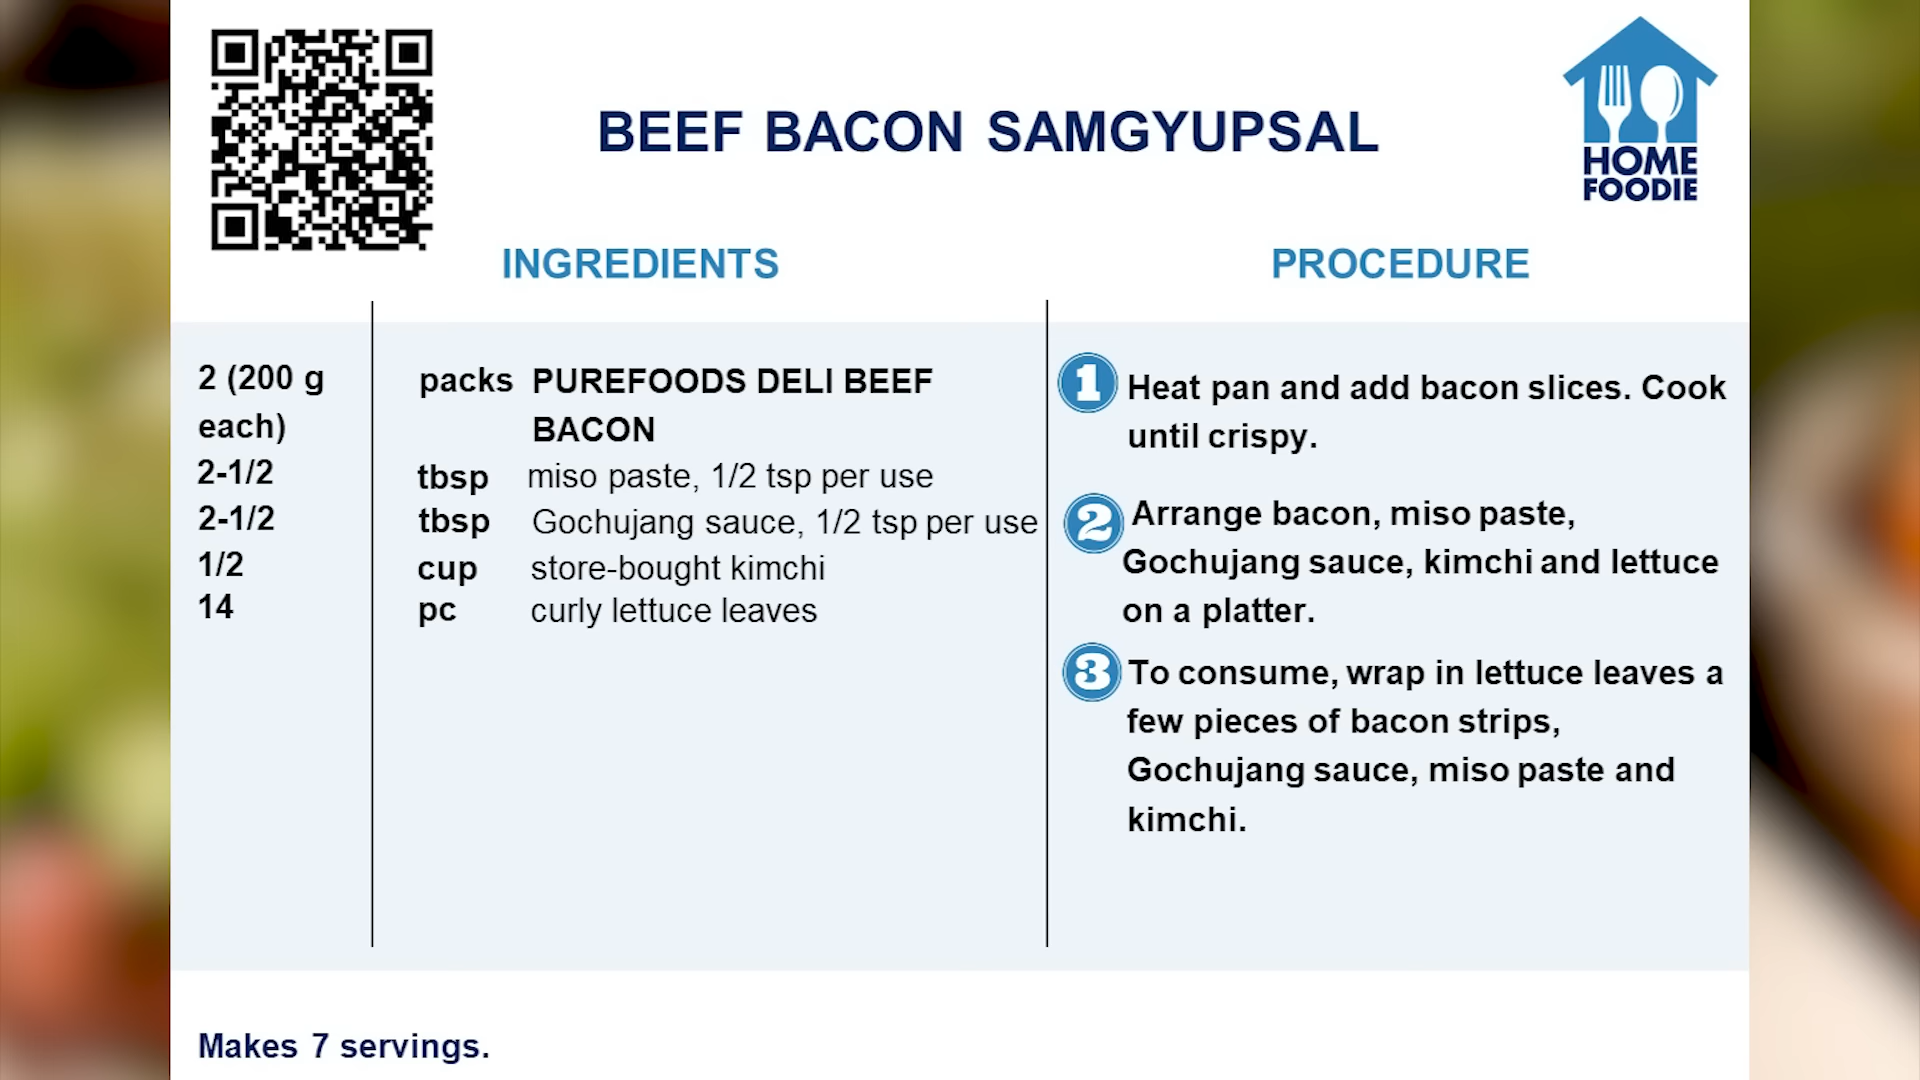 BEEF BACON SAMGYUPSAL
HOME
FOODIE
INGREDIENTS
PROCEDURE
2 (200 g each) packs PUREFOODS DELI BEEF BACON
2-1/2 tbsp miso paste, 1/2 tsp per use
2-1/2 tbsp Gochujang sauce, 1/2 tsp per use
1/2 cup store-bought kimchi
14 pc curly lettuce leaves
1 Heat pan and add bacon slices. Cook
until crispy.
2 Arrange bacon, miso paste,
Gochujang sauce, kimchi and lettuce
on a platter.
3 To consume, wrap in lettuce leaves a
few pieces of bacon strips,
Gochujang sauce, miso paste and
kimchi.
Makes 7 servings.